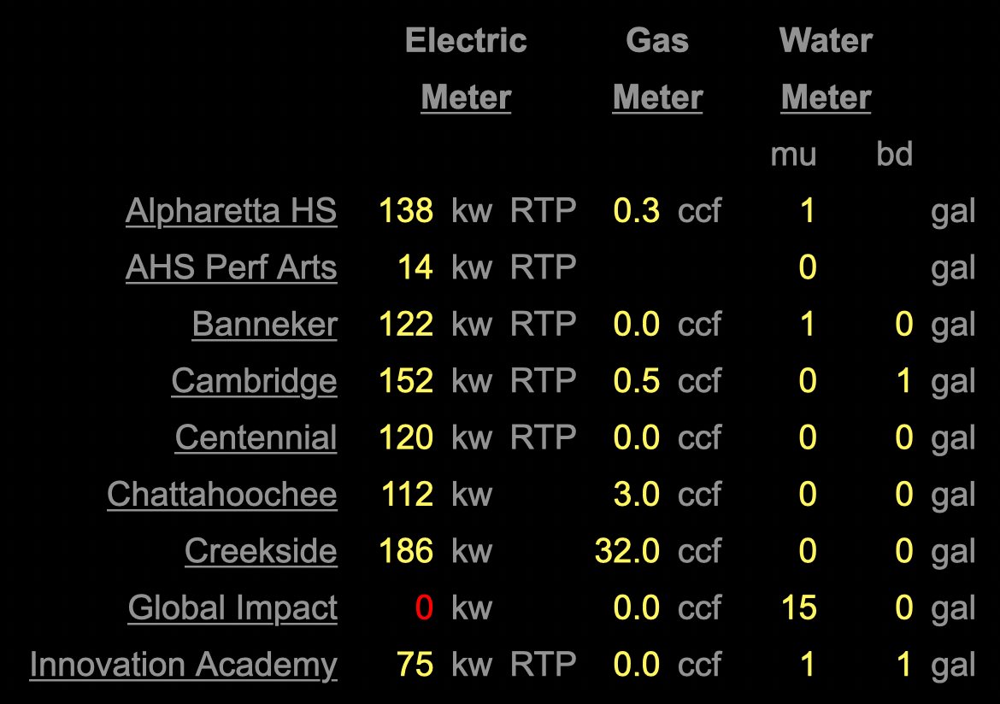 Electric Gas Water
Meter Meter Meter
mu bd
Alpharetta HS 138 kw RTP 0.3 ccf 1 gal
AHS Perf Arts 14 kw RTP 0 gal
Banneker 122 kw RTP 0.0 ccf 1 0 gal
Cambridge 152 kw RTP 0.5 ccf 0 1 gal
Centennial 120 kw RTP 0.0 ccf 0 0 gal
Chattahoochee 112 kw 3.0 ccf 0 0 gal
Creekside 186 kw 32.0 ccf 0 0 gal
Global Impact 0 kw 0.0 ccf 15 0 gal
Innovation Academy 75 kw RTP 0.0 ccf 1 1 gal